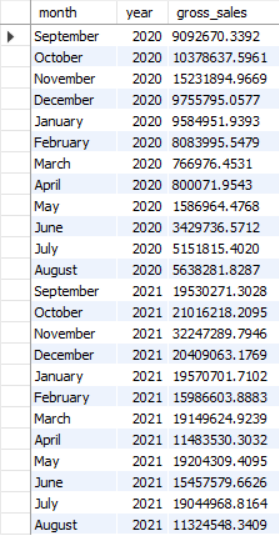 month year gross_sales
September 2020 9092670.3392
October 2020 10378637.5961
November 2020 15231894.9669
December 2020 9755795.0577
January 2020 9584951.9393
February 2020 8083995.5479
March 2020 766976.4531
April 2020 800071.9543
May 2020 1586964.4768
June 2020 3429736.5712
July 2020 5151815.4020
August 2020 5638281.8287
September 2021 19530271.3028
October 2021 21016218.2095
November 2021 32247289.7946
December 2021 20409063.1769
January 2021 19570701.7102
February 2021 15986603.8883
March 2021 19149624.9239
April 2021 11483530.3032
May 2021 19204309.4095
June 2021 15457579.6626
July 2021 19044968.8164
August 2021 11324548.3409